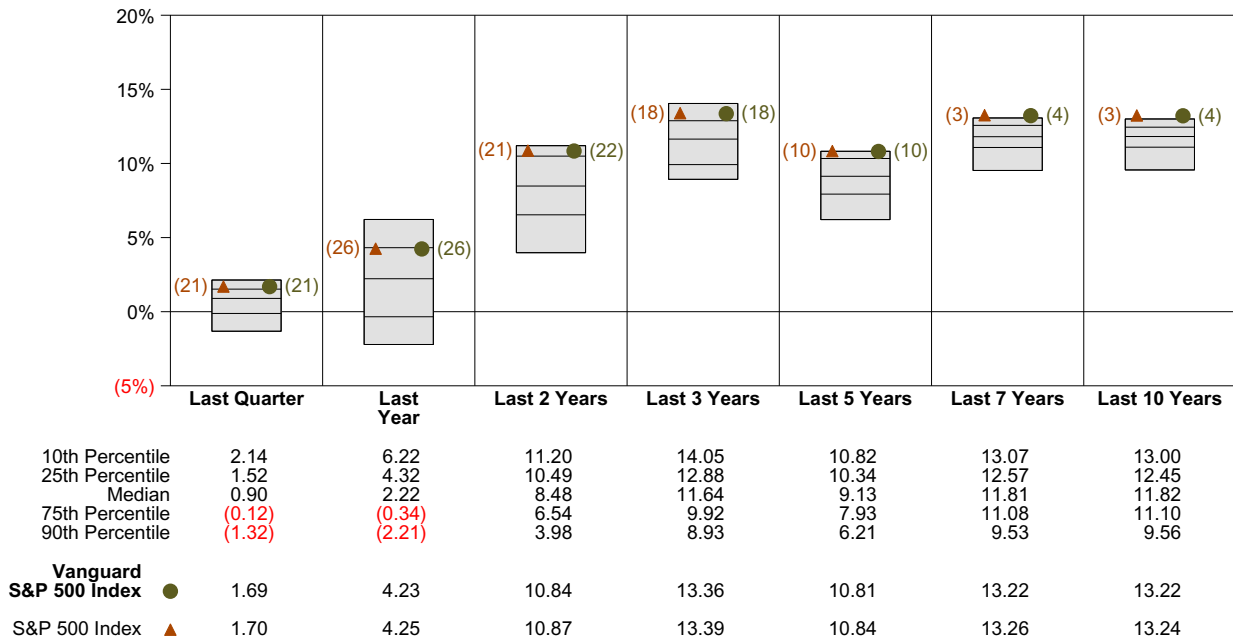 20%
15%
10%
5%
0%
(5%)
(21) (21)
(26) (26)
(21) (22)
(18) (18)
(10) (10)
(3) (4)
(3) (4)
Last Quarter Last Year Last 2 Years Last 3 Years Last 5 Years Last 7 Years Last 10 Years
10th Percentile 2.14 6.22 11.20 14.05 10.82 13.07 13.00
25th Percentile 1.52 4.32 10.49 12.88 10.34 12.57 12.45
Median 0.90 2.22 8.48 11.64 9.13 11.81 11.82
75th Percentile (0.12) (0.34) 6.54 9.92 7.93 11.08 11.10
90th Percentile (1.32) (2.21) 3.98 8.93 6.21 9.53 9.56
Vanguard
S&P 500 Index 1.69 4.23 10.84 13.36 10.81 13.22 13.22
S&P 500 Index 1.70 4.25 10.87 13.39 10.84 13.26 13.24